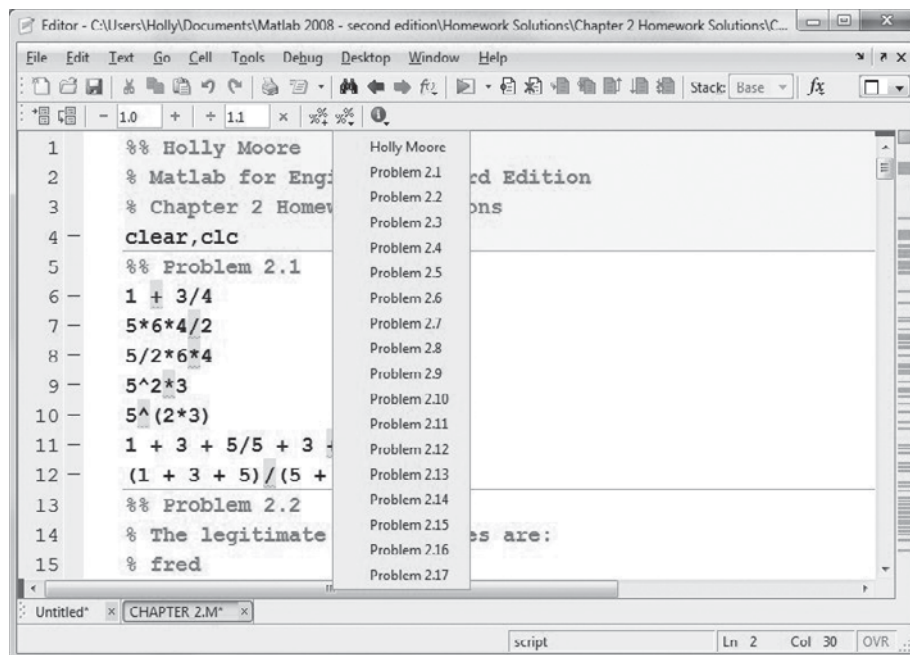 Editor - C:\Users\Holly\Documents\Matlab 2008 - second edition\Homework Solutions\Chapter 2 Homework Solutions\C...
File Edit Text Go Cell Tools Debug Desktop Window Help
Stack: Base fx
- 1.0 + ÷ 1.1 ×
1 %% Holly Moore
2 % Matlab for Engi rd Edition
3 % Chapter 2 Homew ons
4 - clear,clc
5 %% Problem 2.1
6 - 1 + 3/4
7 - 5*6*4/2
8 - 5/2*6*4
9 - 5^2*3
10 - 5^(2*3)
11 - 1 + 3 + 5/5 + 3 +
12 - (1 + 3 + 5)/(5 +
13 %% Problem 2.2
14 % The legitimate es are:
15 % fred
Holly Moore
Problem 2.1
Problem 2.2
Problem 2.3
Problem 2.4
Problem 2.5
Problem 2.6
Problem 2.7
Problem 2.8
Problem 2.9
Problem 2.10
Problem 2.11
Problem 2.12
Problem 2.13
Problem 2.14
Problem 2.15
Problem 2.16
Problem 2.17
Untitled* × CHAPTER 2.M* ×
script Ln 2 Col 30 OVR